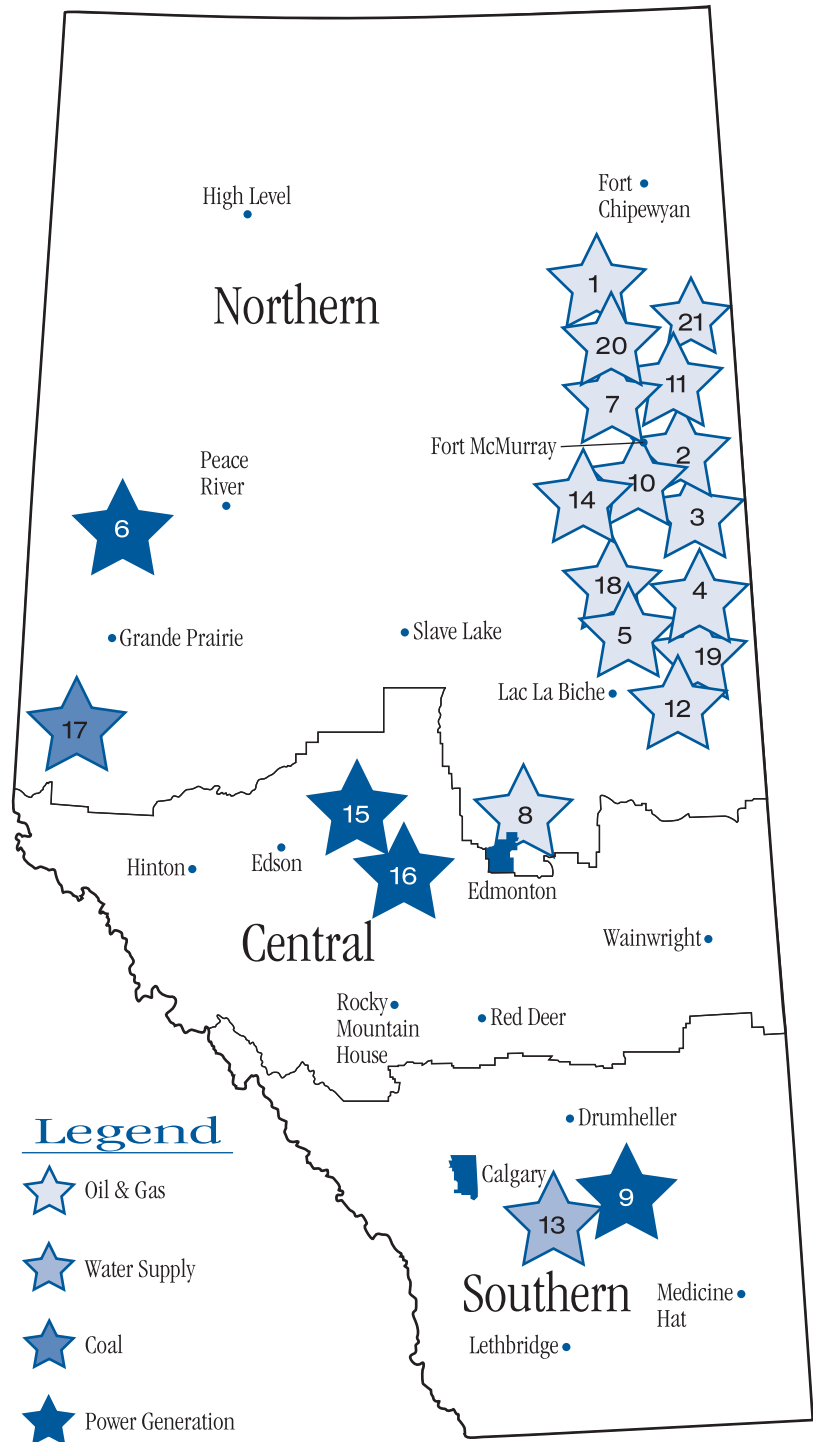 High Level
Fort
Chipewyan
Northern
1
21
20
11
7
Fort McMurray
2
Peace
River
10
14
3
6
18
4
5
Grande Prairie
Slave Lake
19
Lac La Biche
12
17
15
8
Hinton
Edson
16
Edmonton
Central
Wainwright
Rocky
Mountain
House
Red Deer
Drumheller
Calgary
9
13
Southern
Medicine
Hat
Lethbridge
Legend
Oil & Gas
Water Supply
Coal
Power Generation